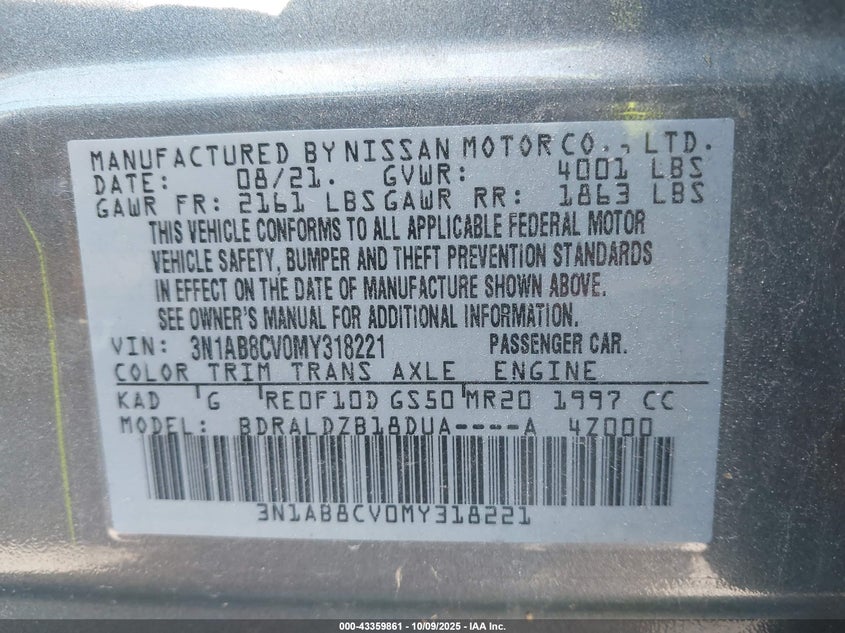 MANUFACTURED BY NISSAN MOTOR CO., LTD.
DATE: 08/21. GVWR: 4001 LBS
GAWR FR: 2161 LBS GAWR RR: 1863 LBS
THIS VEHICLE CONFORMS TO ALL APPLICABLE FEDERAL MOTOR
VEHICLE SAFETY, BUMPER AND THEFT PREVENTION STANDARDS
IN EFFECT ON THE DATE OF MANUFACTURE SHOWN ABOVE.
SEE OWNER'S MANUAL FOR ADDITIONAL INFORMATION.
VIN: 3N1AB8CV0MY318221 PASSENGER CAR.
COLOR TRIM TRANS AXLE ENGINE
KAD G RE0F10D GS50 MR20 1997 CC
MODEL: BDRALDZB18DUA----A 4Z000
3N1AB8CV0MY318221
000-43359861 - 10/09/2025 - IAA Inc.